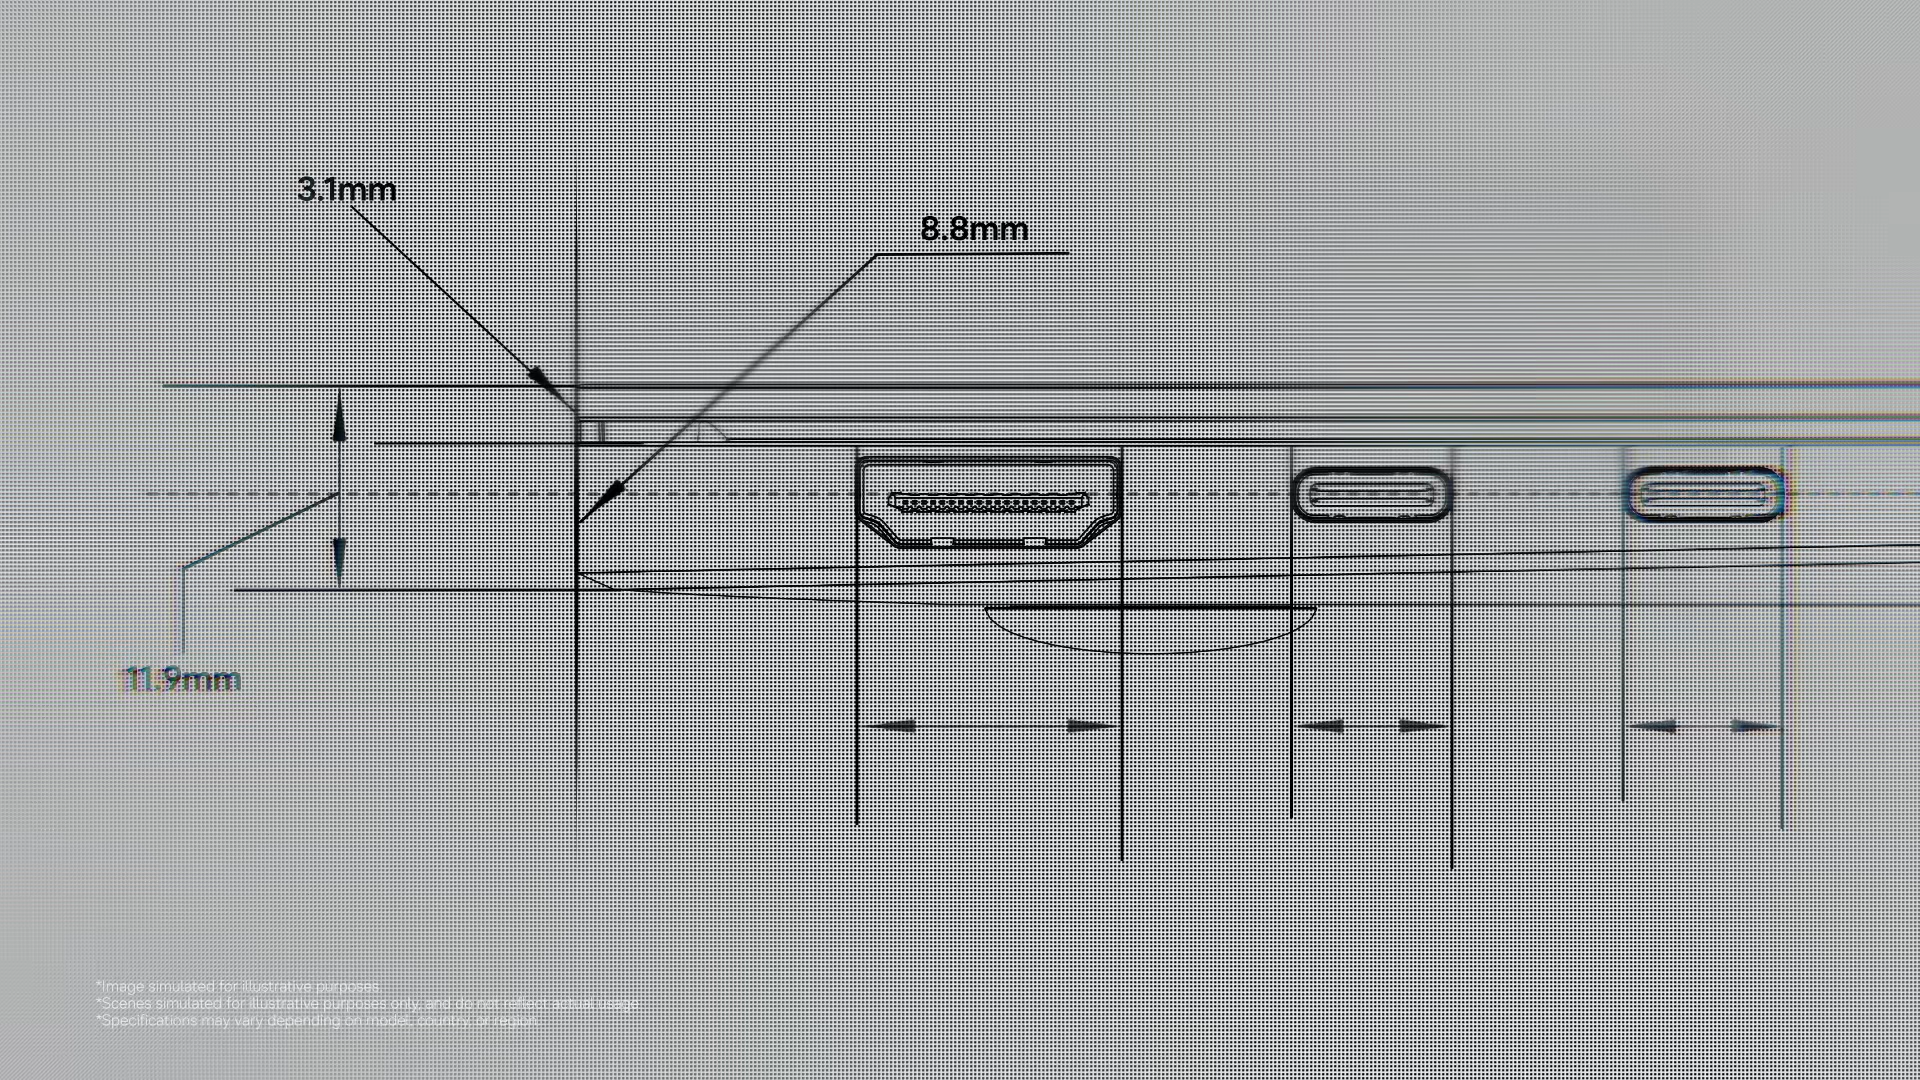 3.1mm
8.8mm
11.9mm
*Image simulated for illustrative purposes.
*Scenes simulated for illustrative purposes only, and do not reflect actual usage.
*Specifications may vary depending on model, country, or region.